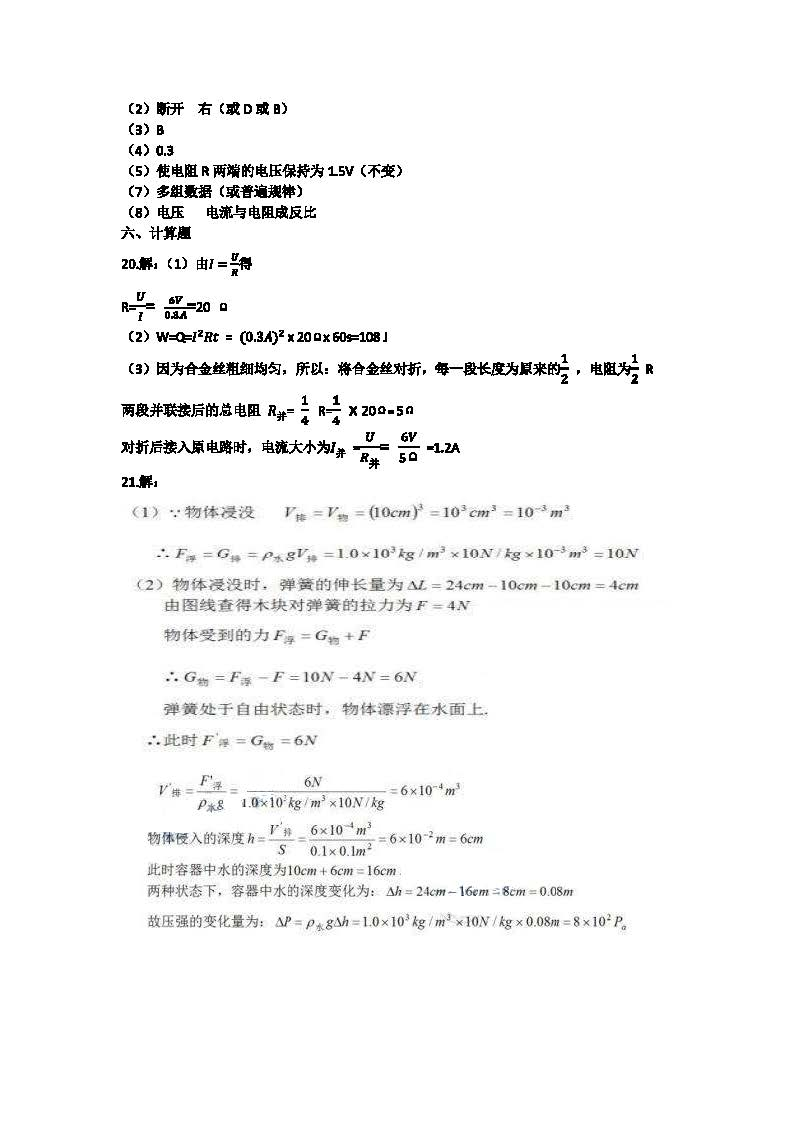 （2）断开　右（或 D 或 B）
（3）B
（4）0.3
（5）使电阻 R 两端的电压保持为 1.5V（不变）
（7）多组数据（或普遍规律）
（8）电压　　电流与电阻成反比
六、计算题
20.解：（1）由I = U/R 得
R= U/I = 6V/0.3A =20 Ω
（2）W=Q=I²Rt = (0.3A)² x 20 Ω x 60s=108 J
（3）因为合金丝粗细均匀，所以：将合金丝对折，每一段长度为原来的 1/2 ，电阻为 1/2 R
两段并联接后的总电阻 R并= 1/4 R= 1/4 X 20 Ω = 5 Ω
对折后接入原电路时，电流大小为I并 = U/R并 = 6V/5 Ω =1.2A
21.解：
（1）∵物体浸没　V排 = V物 = (10cm)³ = 10³cm³ = 10⁻³m³
∴ F浮 = G排 = ρ水gV排 = 1.0×10³kg / m³ ×10N / kg ×10⁻³m³ = 10N
（2）物体浸没时，弹簧的伸长量为 ΔL = 24cm − 10cm − 10cm = 4cm
由图线查得木块对弹簧的拉力为 F = 4N
物体受到的力 F浮 = G物 + F
∴ G物 = F浮 − F = 10N − 4N = 6N
弹簧处于自由状态时，物体漂浮在水面上.
∴此时 F'浮 = G物 = 6N
V'排 = F'浮/ρ水g = 6N/1.0×10³kg / m³ ×10N / kg = 6×10⁻⁴m³
物体浸入的深度 h = V'排/S = 6×10⁻⁴m³/0.1×0.1m² = 6×10⁻²m = 6cm
此时容器中水的深度为10cm + 6cm = 16cm.
两种状态下，容器中水的深度变化为：Δh = 24cm − 16cm = 8cm = 0.08m
故压强的变化量为：ΔP = ρ水gΔh = 1.0×10³kg / m³ ×10N / kg × 0.08m = 8×10²Pa